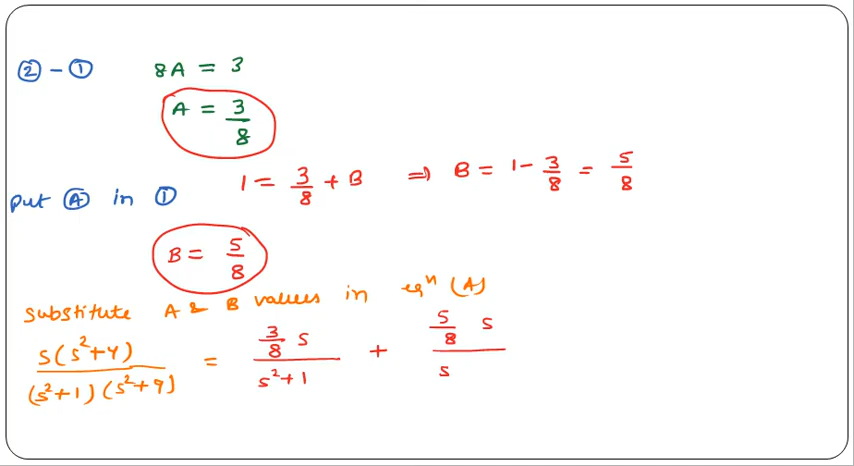 ② - ① 8A = 3
A = 3/8
1 = 3/8 + B ⇒ B = 1 - 3/8 = 5/8
Put Ⓐ in ①
B = 5/8
Substitute A & B values in eqⁿ (A)
s(s²+4)/(s²+1)(s²+9) = 3/8 s/s²+1 + 5/8 s/s